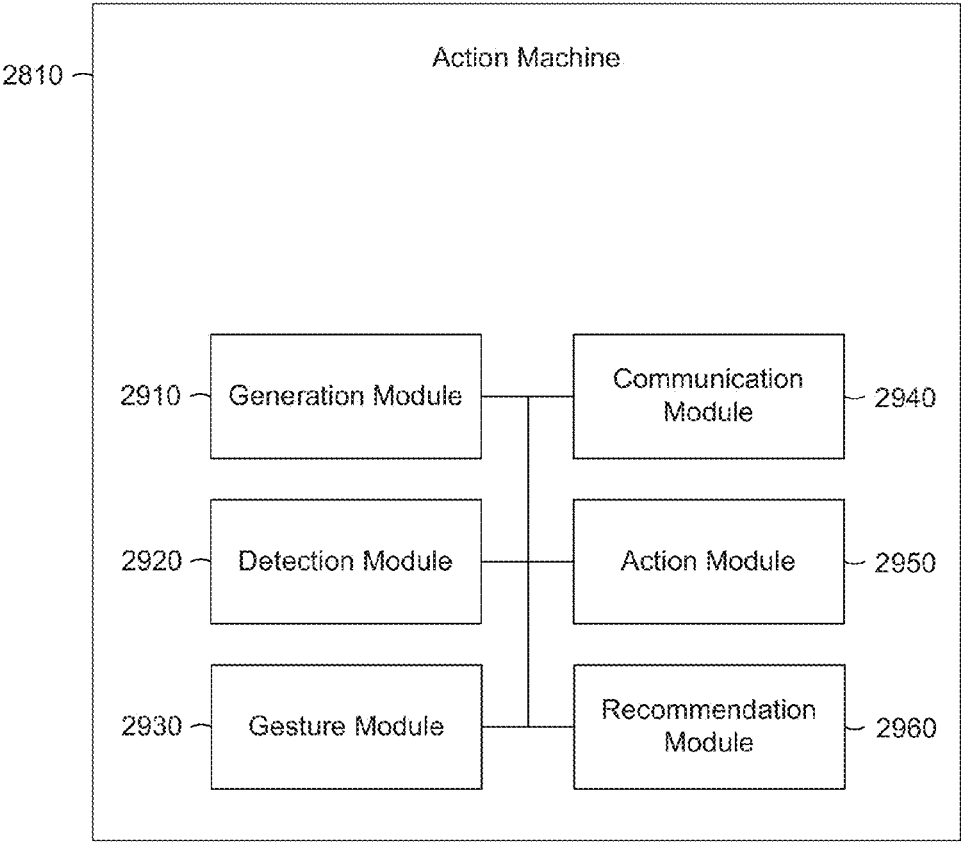 Action Machine
2810
2910
Generation Module
Communication
Module
2940
2920
Detection Module
Action Module
2950
2930
Gesture Module
Recommendation
Module
2960